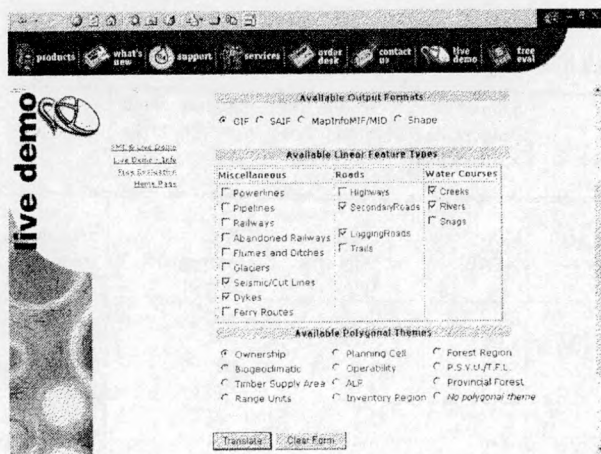 products what's new support services order desk contact us live demo free eval
live demo
Live Demo - Info
Free Evaluation
Home Page
Available Output Formats
GIF SAIF MapInfoMIF/MID Shape
Available Linear Feature Types
Miscellaneous Roads Water Courses
Powerlines Highways Creeks
Pipelines SecondaryRoads Rivers
Railways Snags
Abandoned Railways LoggingRoads
Flumes and Ditches Trails
Glaciers
Seismic/Cut Lines
Dykes
Ferry Routes
Available Polygonal Themes
Ownership Planning Cell Forest Region
Biogeoclimatic Operability P.S.Y.U./T.F.L.
Timber Supply Area ALR Provincial Forest
Range Units Inventory Region No polygonal theme
Translate Clear Form